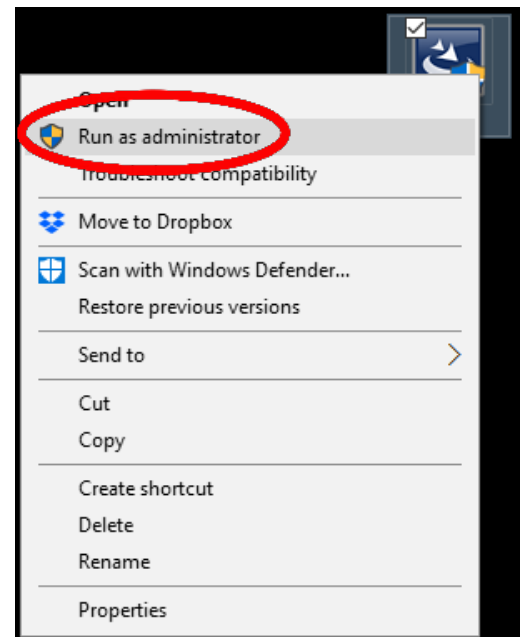 Open
Run as administrator
Troubleshoot compatibility
Move to Dropbox
Scan with Windows Defender...
Restore previous versions
Send to
Cut
Copy
Create shortcut
Delete
Rename
Properties